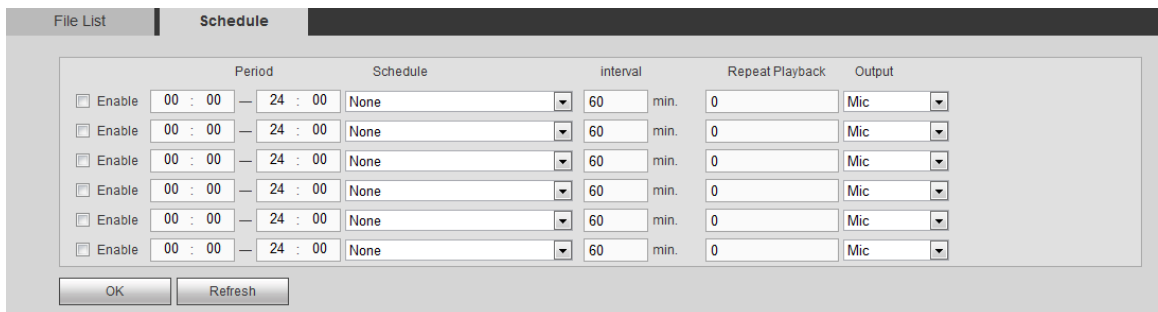 File List Schedule
Period Schedule interval Repeat Playback Output
Enable 00 : 00 — 24 : 00 None 60 min. 0 Mic
Enable 00 : 00 — 24 : 00 None 60 min. 0 Mic
Enable 00 : 00 — 24 : 00 None 60 min. 0 Mic
Enable 00 : 00 — 24 : 00 None 60 min. 0 Mic
Enable 00 : 00 — 24 : 00 None 60 min. 0 Mic
Enable 00 : 00 — 24 : 00 None 60 min. 0 Mic
OK Refresh